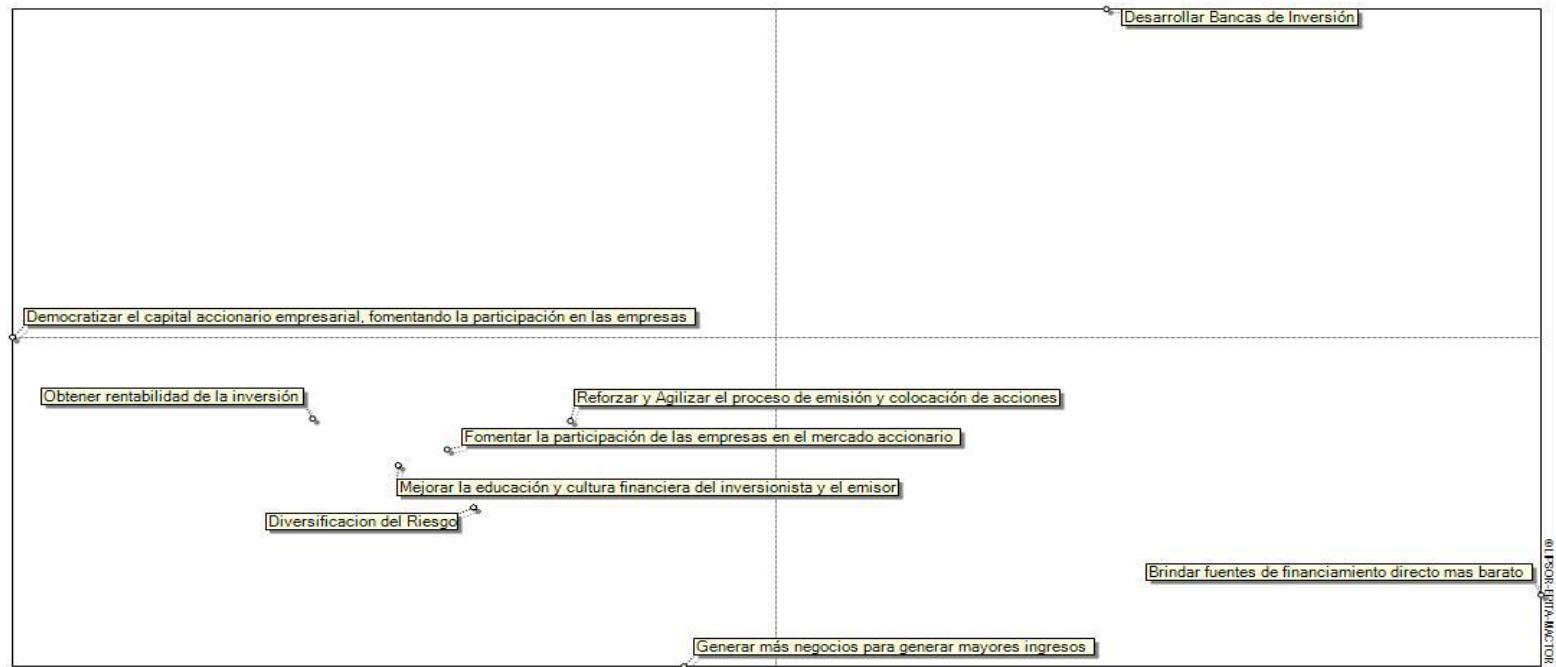 Desarrollar Bancas de Inversión
Democratizar el capital accionario empresarial, fomentando la participación en las empresas
Obtener rentabilidad de la inversión
Reforzar y Agilizar el proceso de emisión y colocación de acciones
Fomentar la participación de las empresas en el mercado accionario
Mejorar la educación y cultura financiera del inversionista y el emisor
Diversificacion del Riesgo
Brindar fuentes de financiamiento directo mas barato
Generar más negocios para generar mayores ingresos
© LIPSOR-EPITA-MACTOR